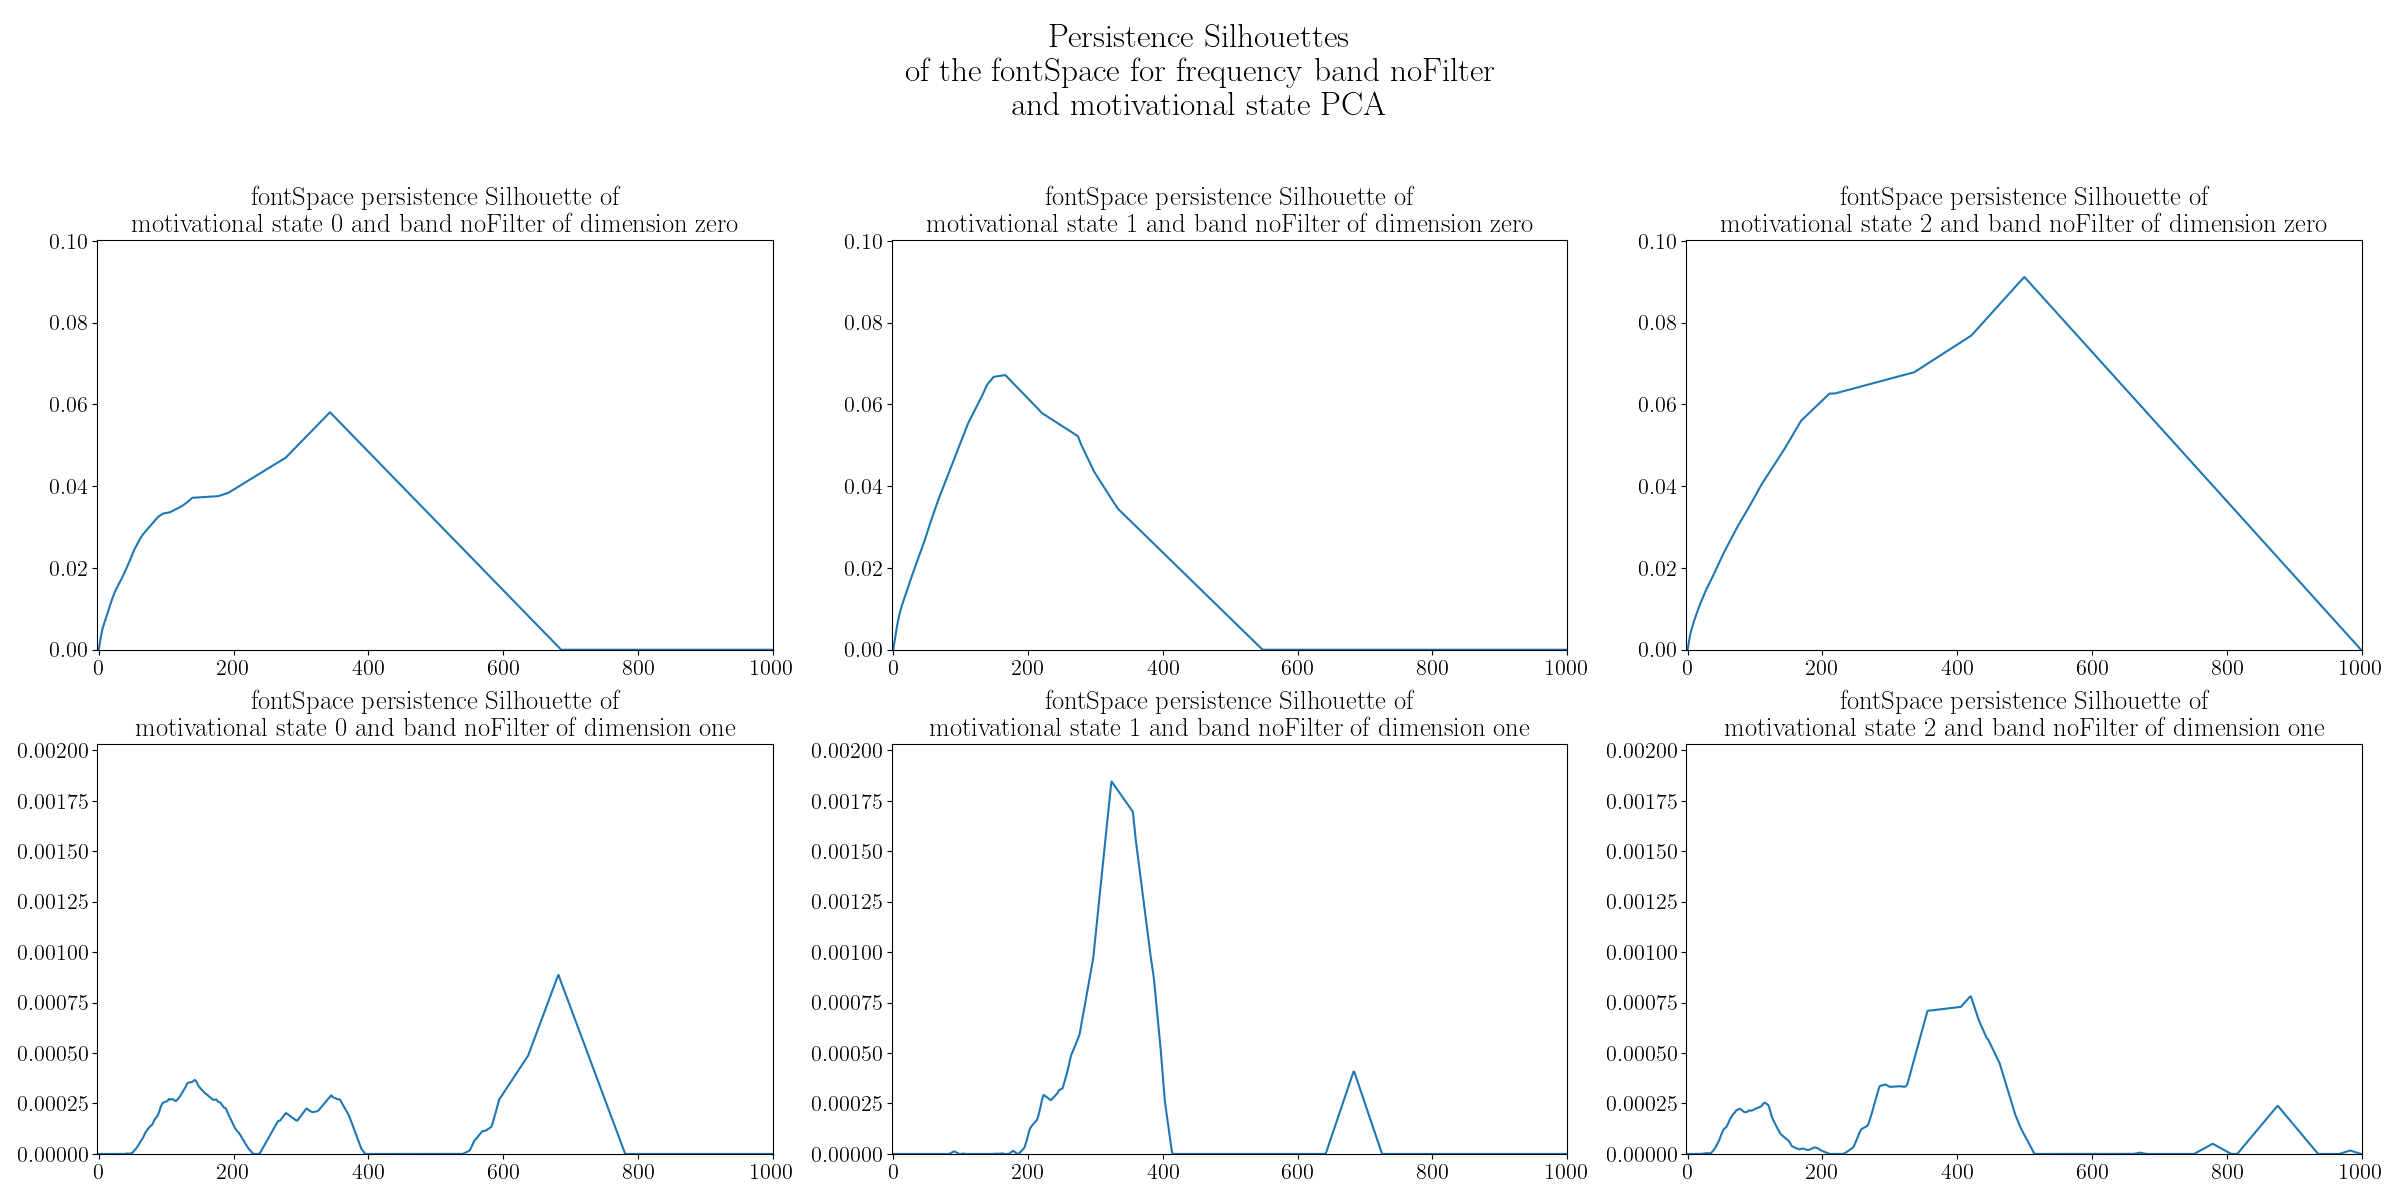 Persistence Silhouettes
of the fontSpace for frequency band noFilter
and motivational state PCA
fontSpace persistence Silhouette of
motivational state 0 and band noFilter of dimension zero
0.10
0.08
0.06
0.04
0.02
0.00
0 200 400 600 800 1000
fontSpace persistence Silhouette of
motivational state 1 and band noFilter of dimension zero
0.10
0.08
0.06
0.04
0.02
0.00
0 200 400 600 800 1000
fontSpace persistence Silhouette of
motivational state 2 and band noFilter of dimension zero
0.10
0.08
0.06
0.04
0.02
0.00
0 200 400 600 800 1000
fontSpace persistence Silhouette of
motivational state 0 and band noFilter of dimension one
0.00200
0.00175
0.00150
0.00125
0.00100
0.00075
0.00050
0.00025
0.00000
0 200 400 600 800 1000
fontSpace persistence Silhouette of
motivational state 1 and band noFilter of dimension one
0.00200
0.00175
0.00150
0.00125
0.00100
0.00075
0.00050
0.00025
0.00000
0 200 400 600 800 1000
fontSpace persistence Silhouette of
motivational state 2 and band noFilter of dimension one
0.00200
0.00175
0.00150
0.00125
0.00100
0.00075
0.00050
0.00025
0.00000
0 200 400 600 800 1000